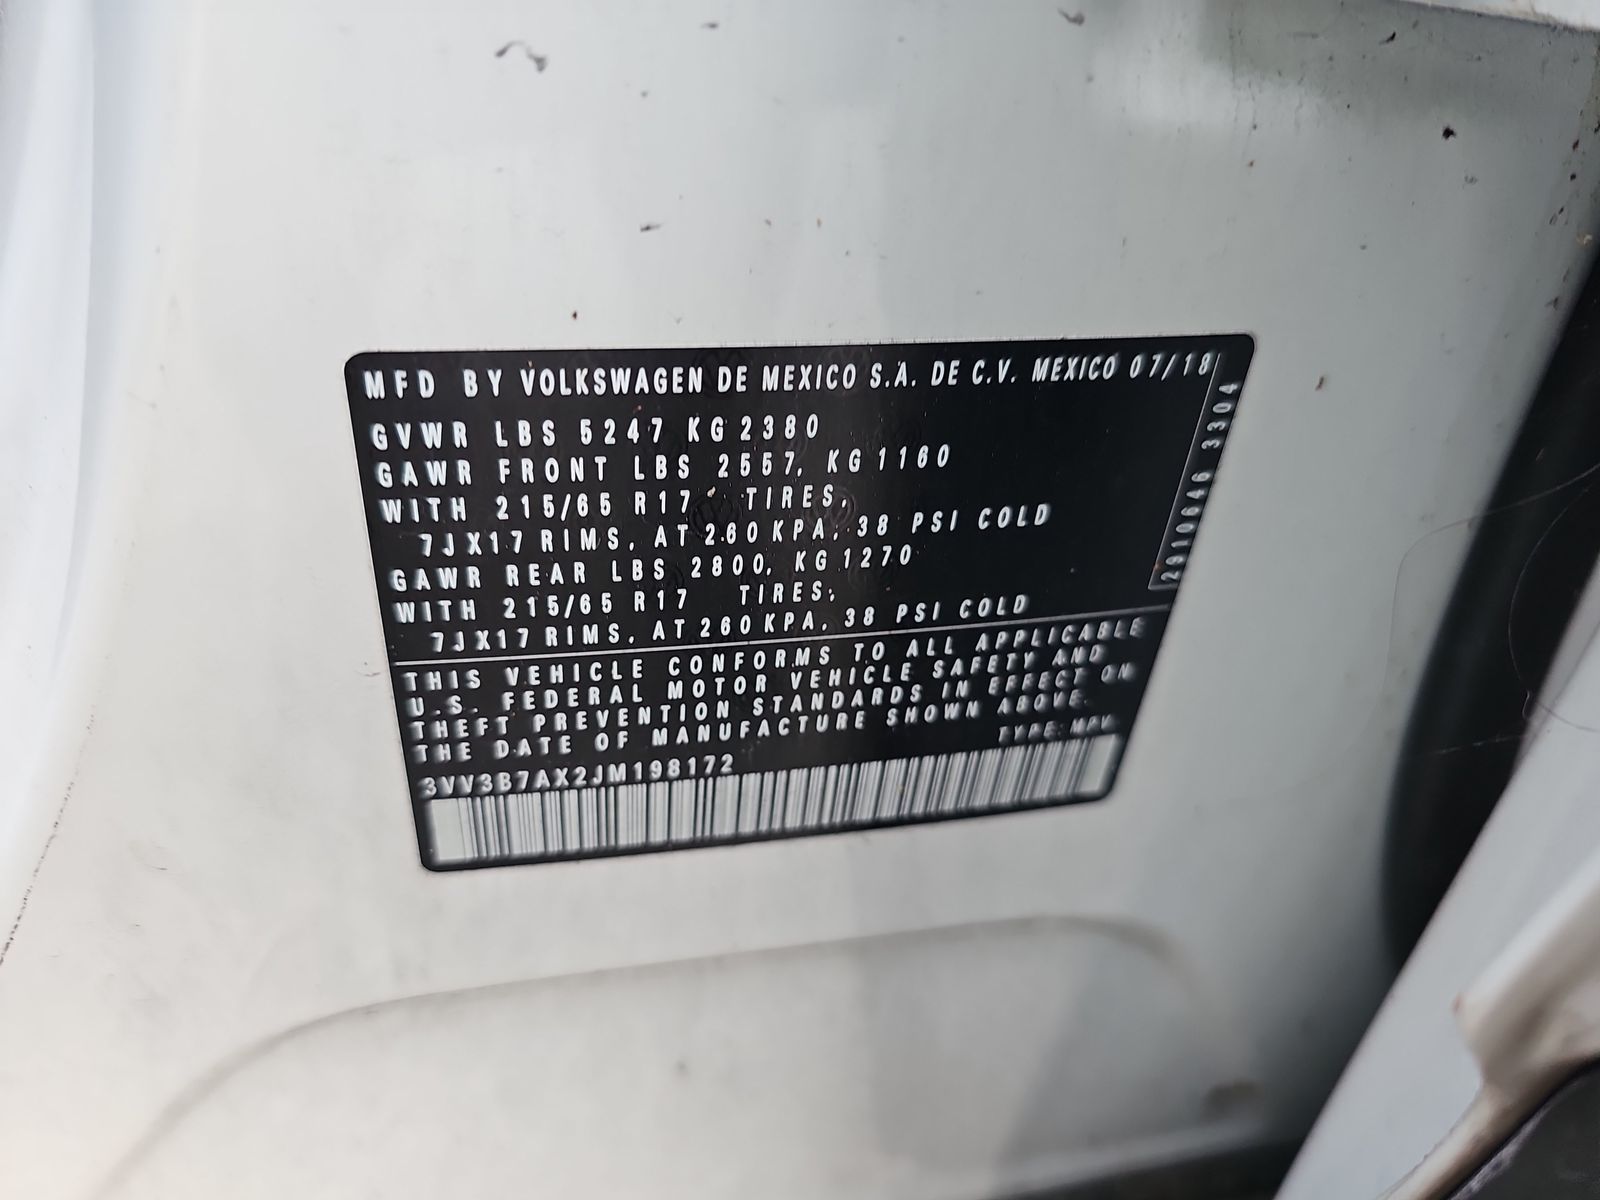 MFD BY VOLKSWAGEN DE MEXICO S.A. DE C.V. MEXICO 07/18
GVWR LBS 5247 KG 2380
GAWR FRONT LBS 2557, KG 1160
WITH 215/65 R17 TIRES,
7JX17 RIMS, AT 260 KPA, 38 PSI COLD
GAWR REAR LBS 2800, KG 1270
WITH 215/65 R17 TIRES,
7JX17 RIMS, AT 260 KPA, 38 PSI COLD
2910646 3304
THIS VEHICLE CONFORMS TO ALL APPLICABLE
U.S. FEDERAL MOTOR VEHICLE SAFETY AND
THEFT PREVENTION STANDARDS IN EFFECT ON
THE DATE OF MANUFACTURE SHOWN ABOVE.
TYPE: MPV
3VV3B7AX2JM198172